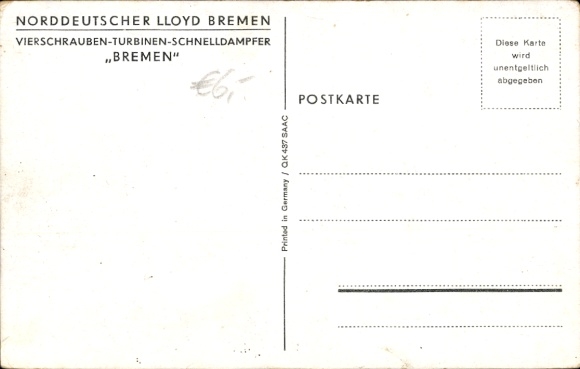 NORDDEUTSCHER LLOYD BREMEN
VIERSCHRAUBEN-TURBINEN-SCHNELLDAMPFER
„BREMEN“
€6,-
POSTKARTE
Diese Karte
wird
unentgeltlich
abgegeben
Printed in Germany / QK 437 SAAC